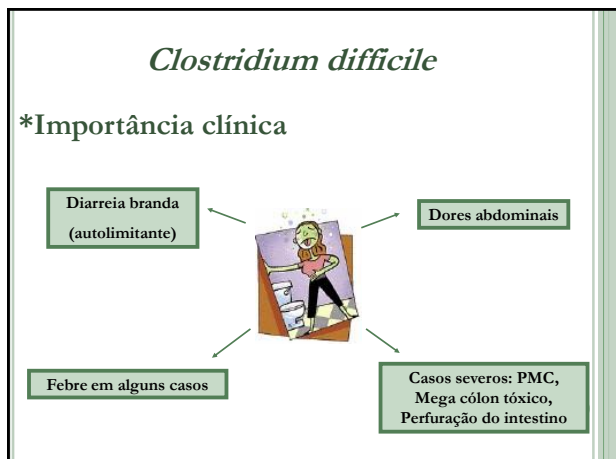 Clostridium difficile
*Importância clínica
Diarreia branda
(autolimitante)
Dores abdominais
Febre em alguns casos
Casos severos: PMC,
Mega cólon tóxico,
Perfuração do intestino